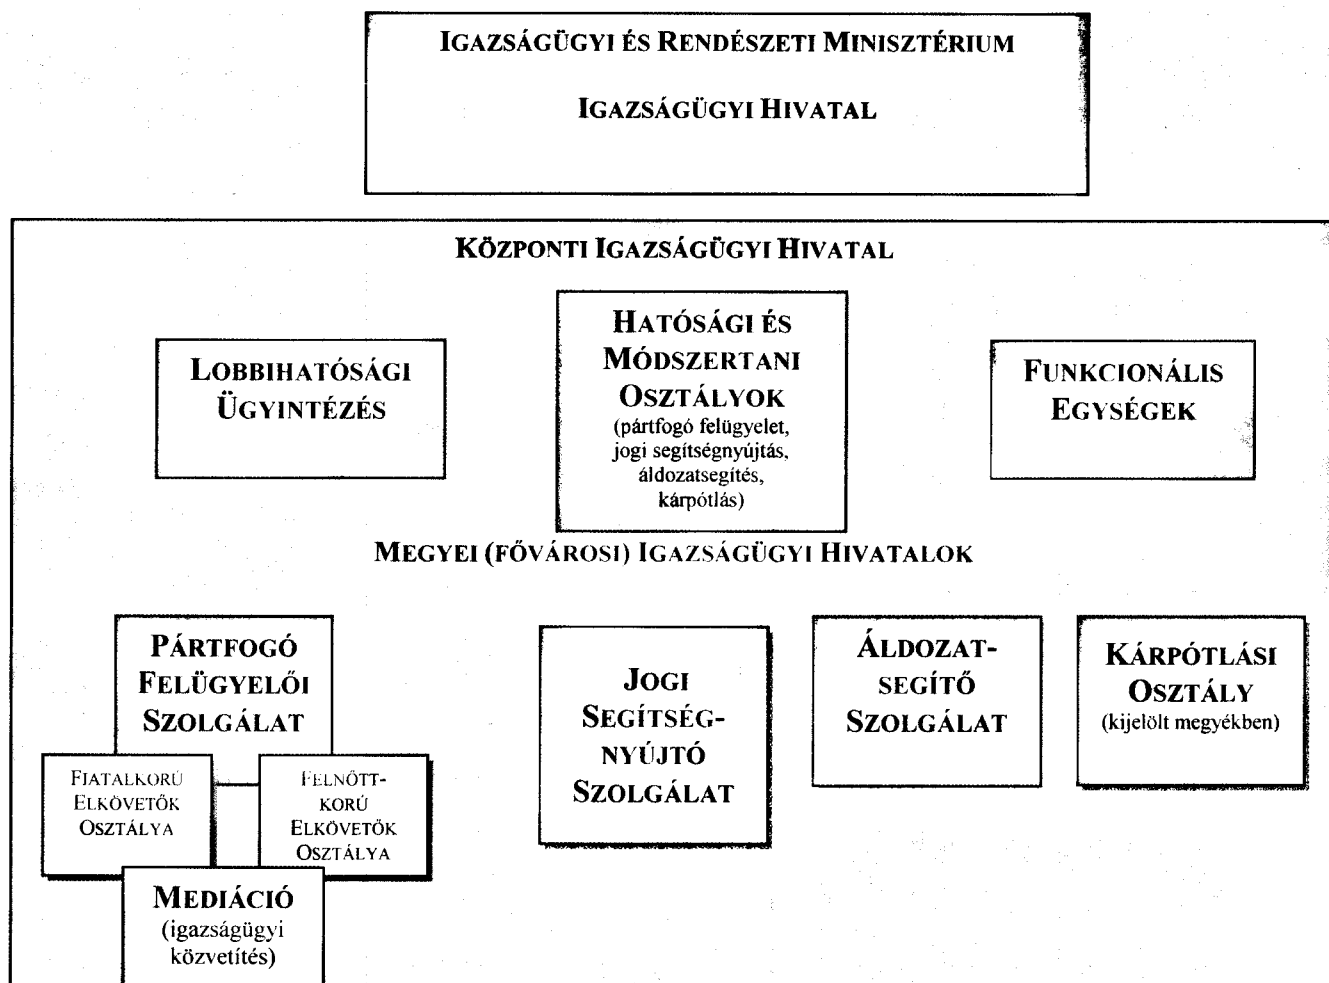 IGAZSÁGÜGYI ÉS RENDÉSZETI MINISZTÉRIUM
IGAZSÁGÜGYI HIVATAL
KÖZPONTI IGAZSÁGÜGYI HIVATAL
LOBBIHATÓSÁGI
ÜGYINTÉZÉS
HATÓSÁGI ÉS
MÓDSZERTANI
OSZTÁLYOK
(pártfogó felügyelet,
jogi segítségnyújtás,
áldozatsegítés,
kárpótlás)
FUNKCIONÁLIS
EGYSÉGEK
MEGYEI (FŐVÁROSI) IGAZSÁGÜGYI HIVATALOK
PÁRTFOGÓ
FELÜGYELŐI
SZOLGÁLAT
FIATALKORÚ
ELKÖVETŐK
OSZTÁLYA
FELNŐTT-
KORÚ
ELKÖVETŐK
OSZTÁLYA
MEDIÁCIÓ
(igazságügyi
közvetítés)
JOGI
SEGÍTSÉG-
NYÚJTÓ
SZOLGÁLAT
ÁLDOZAT-
SEGÍTŐ
SZOLGÁLAT
KÁRPÓTLÁSI
OSZTÁLY
(kijelölt megyékben)